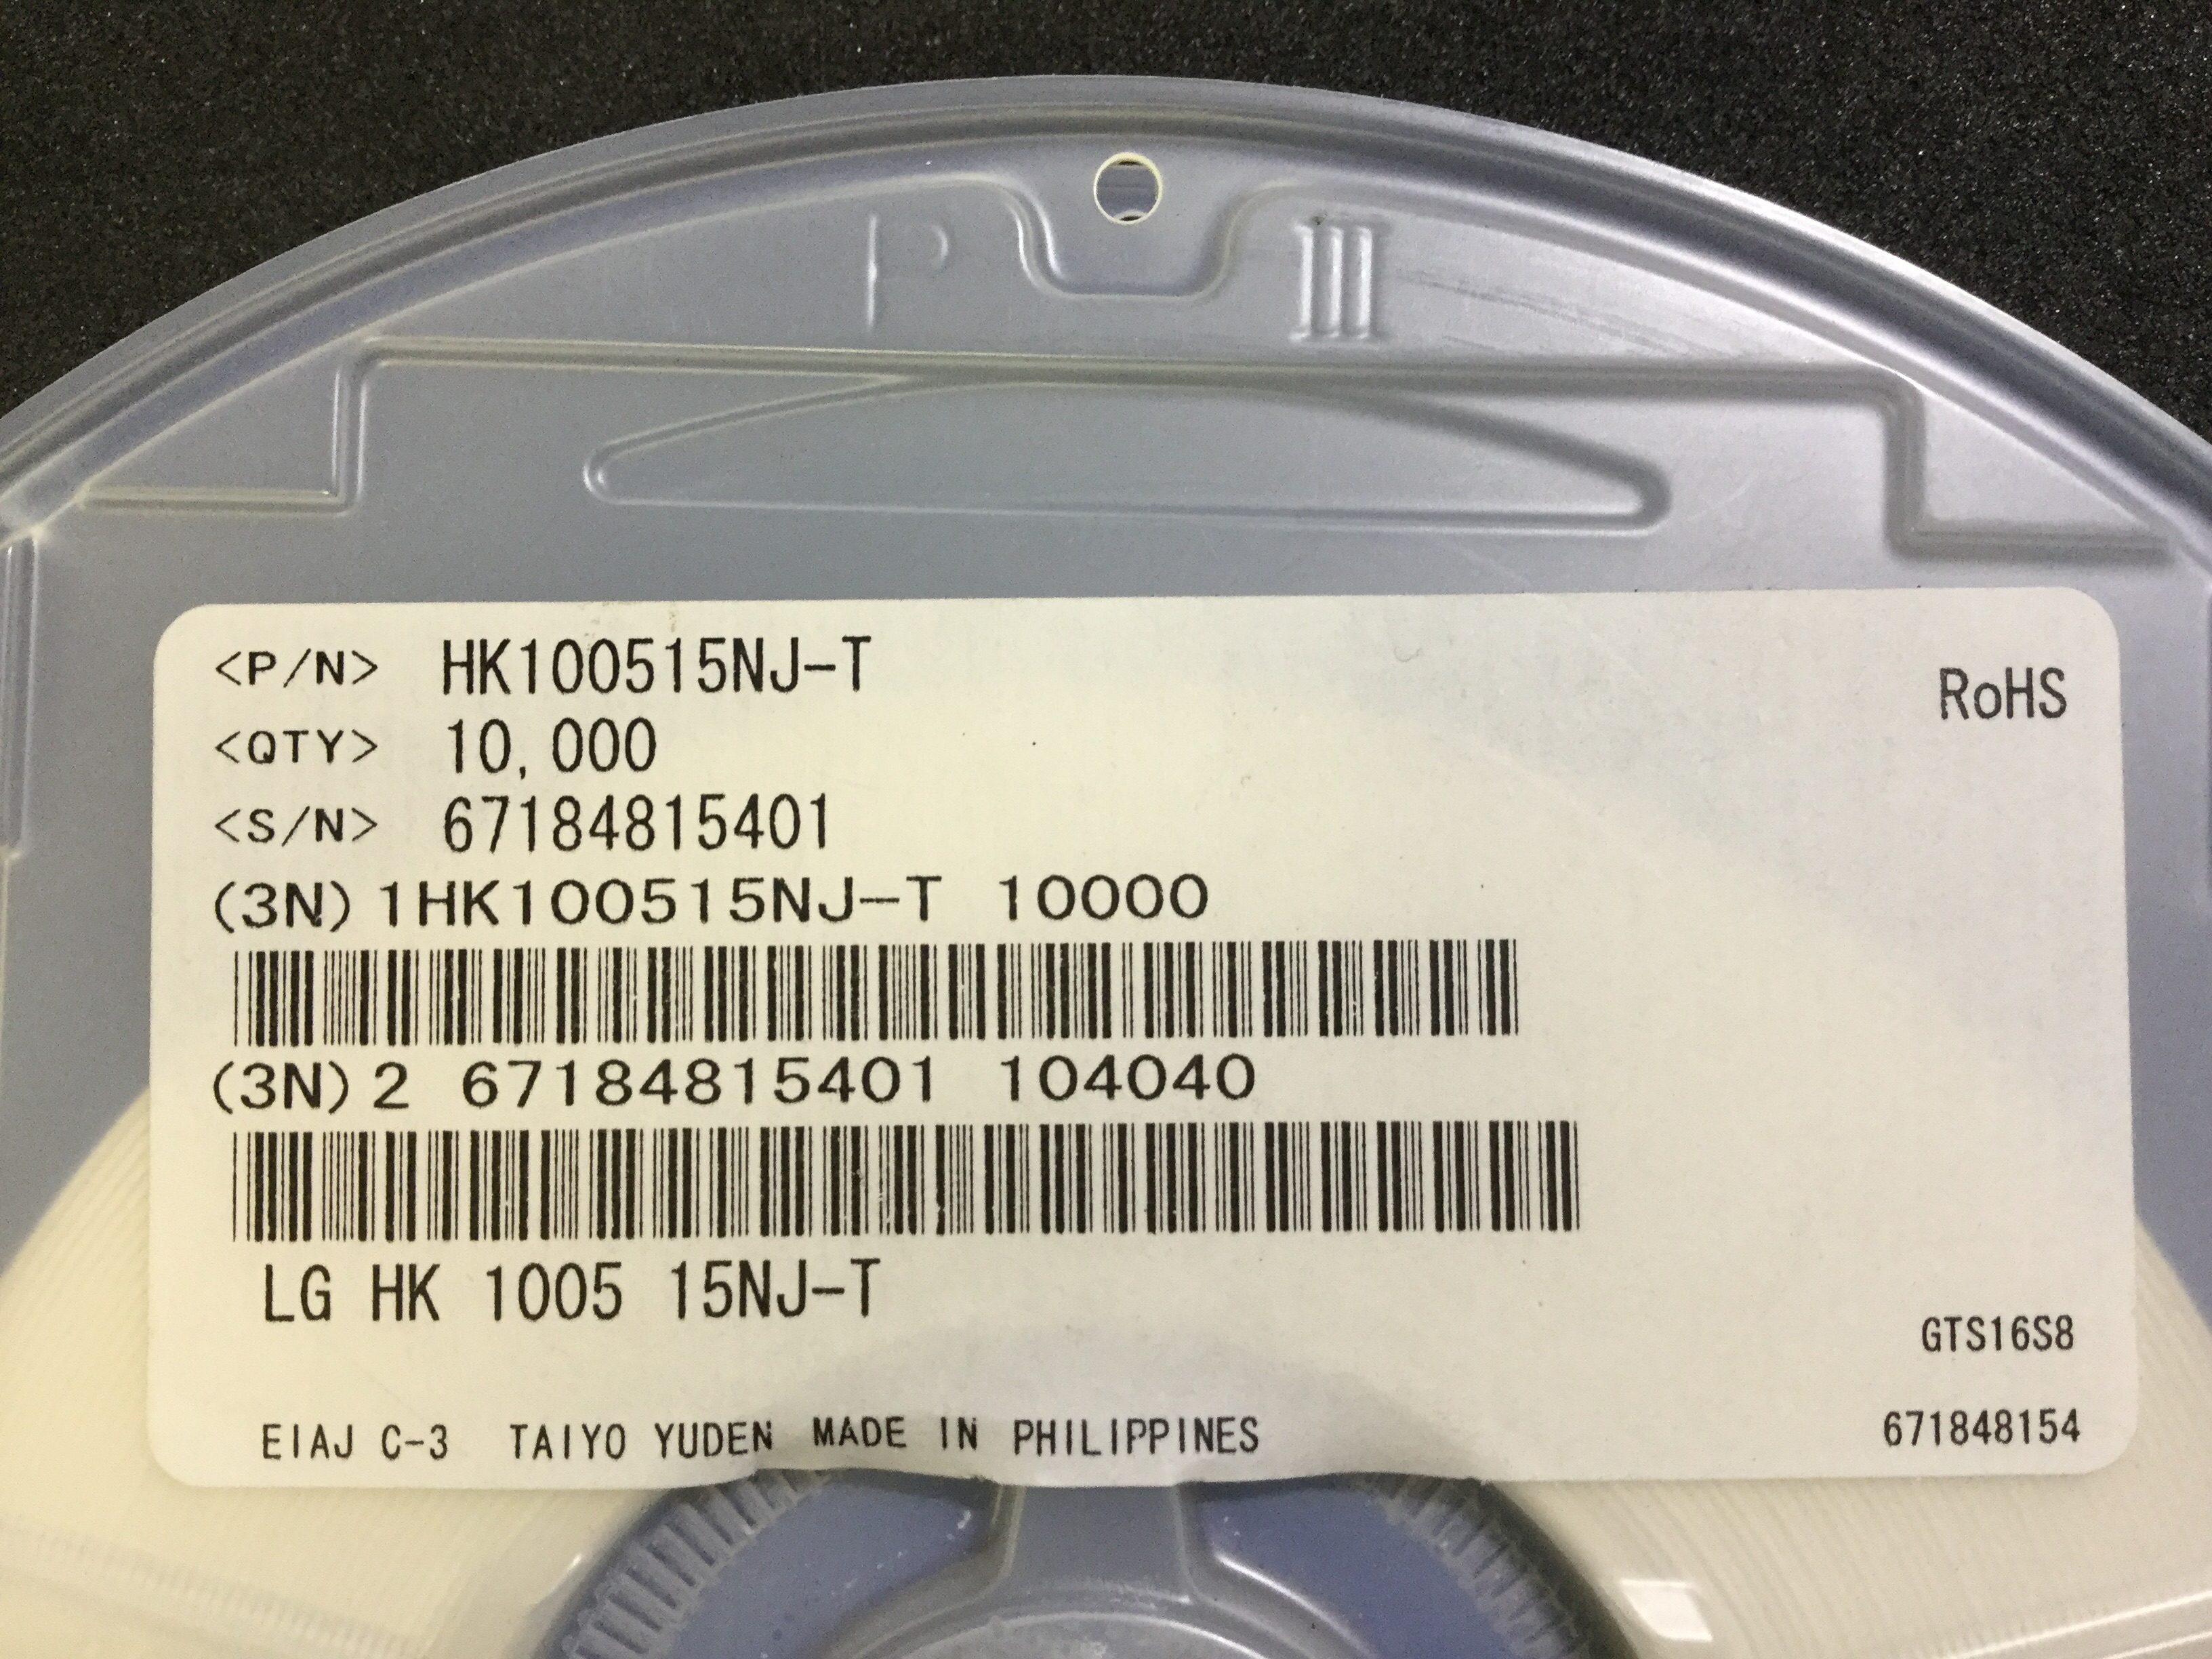 P III
<P/N> HK100515NJ-T
RoHS
<QTY> 10,000
<S/N> 67184815401
(3N)1HK100515NJ-T 10000
(3N)2 67184815401 104040
LG HK 1005 15NJ-T
GTS16S8
EIAJ C-3 TAIYO YUDEN MADE IN PHILIPPINES
671848154